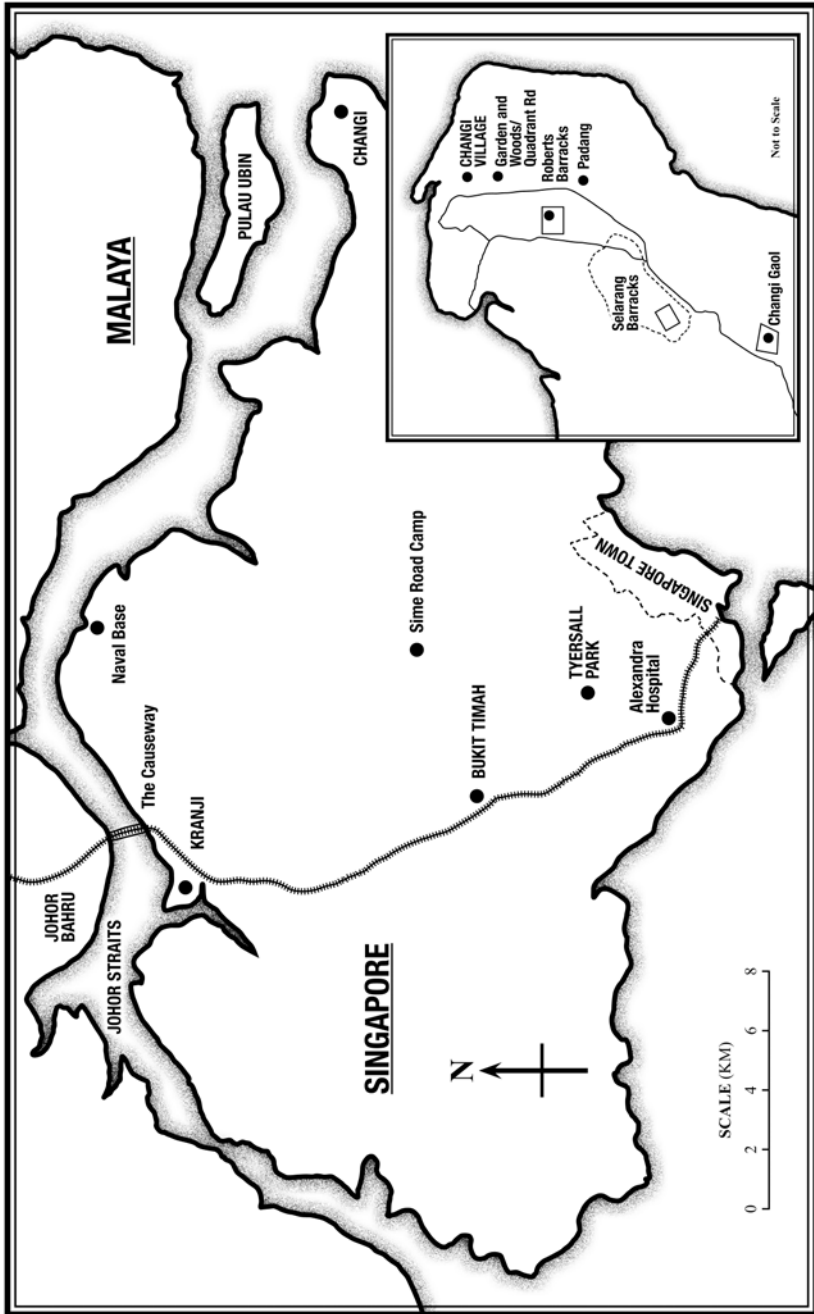 MALAYA
JOHOR
BAHRU
JOHOR STRAITS
The Causeway
KRANJI
Naval Base
PULAU UBIN
CHANGI
SINGAPORE
Sime Road Camp
BUKIT TIMAH
TYERSALL
PARK
Alexandra
Hospital
SINGAPORE TOWN
N
SCALE (KM)
0 2 4 6 8
CHANGI
VILLAGE
Garden and
Woods/
Quadrant Rd
Roberts
Barracks
Padang
Selarang
Barracks
Changi Gaol
Not to Scale